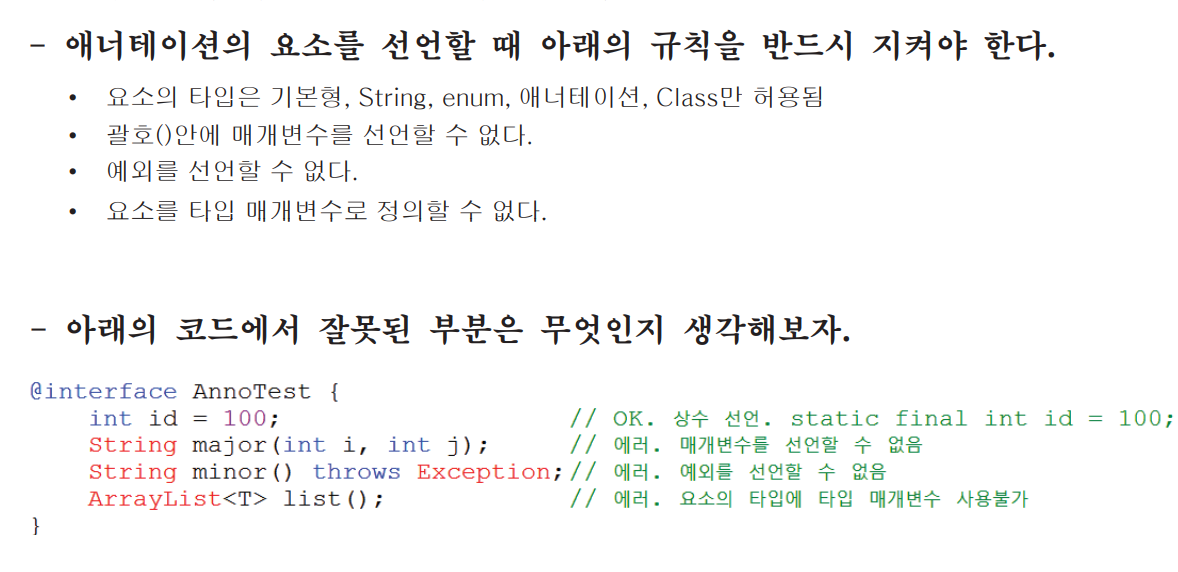 - 애너테이션의 요소를 선언할 때 아래의 규칙을 반드시 지켜야 한다.
• 요소의 타입은 기본형, String, enum, 애너테이션, Class만 허용됨
• 괄호()안에 매개변수를 선언할 수 없다.
• 예외를 선언할 수 없다.
• 요소를 타입 매개변수로 정의할 수 없다.
- 아래의 코드에서 잘못된 부분은 무엇인지 생각해보자.
@interface AnnoTest {
    int id = 100; // OK. 상수 선언. static final int id = 100;
    String major(int i, int j); // 에러. 매개변수를 선언할 수 없음
    String minor() throws Exception; // 에러. 예외를 선언할 수 없음
    ArrayList<T> list(); // 에러. 요소의 타입에 타입 매개변수 사용불가
}